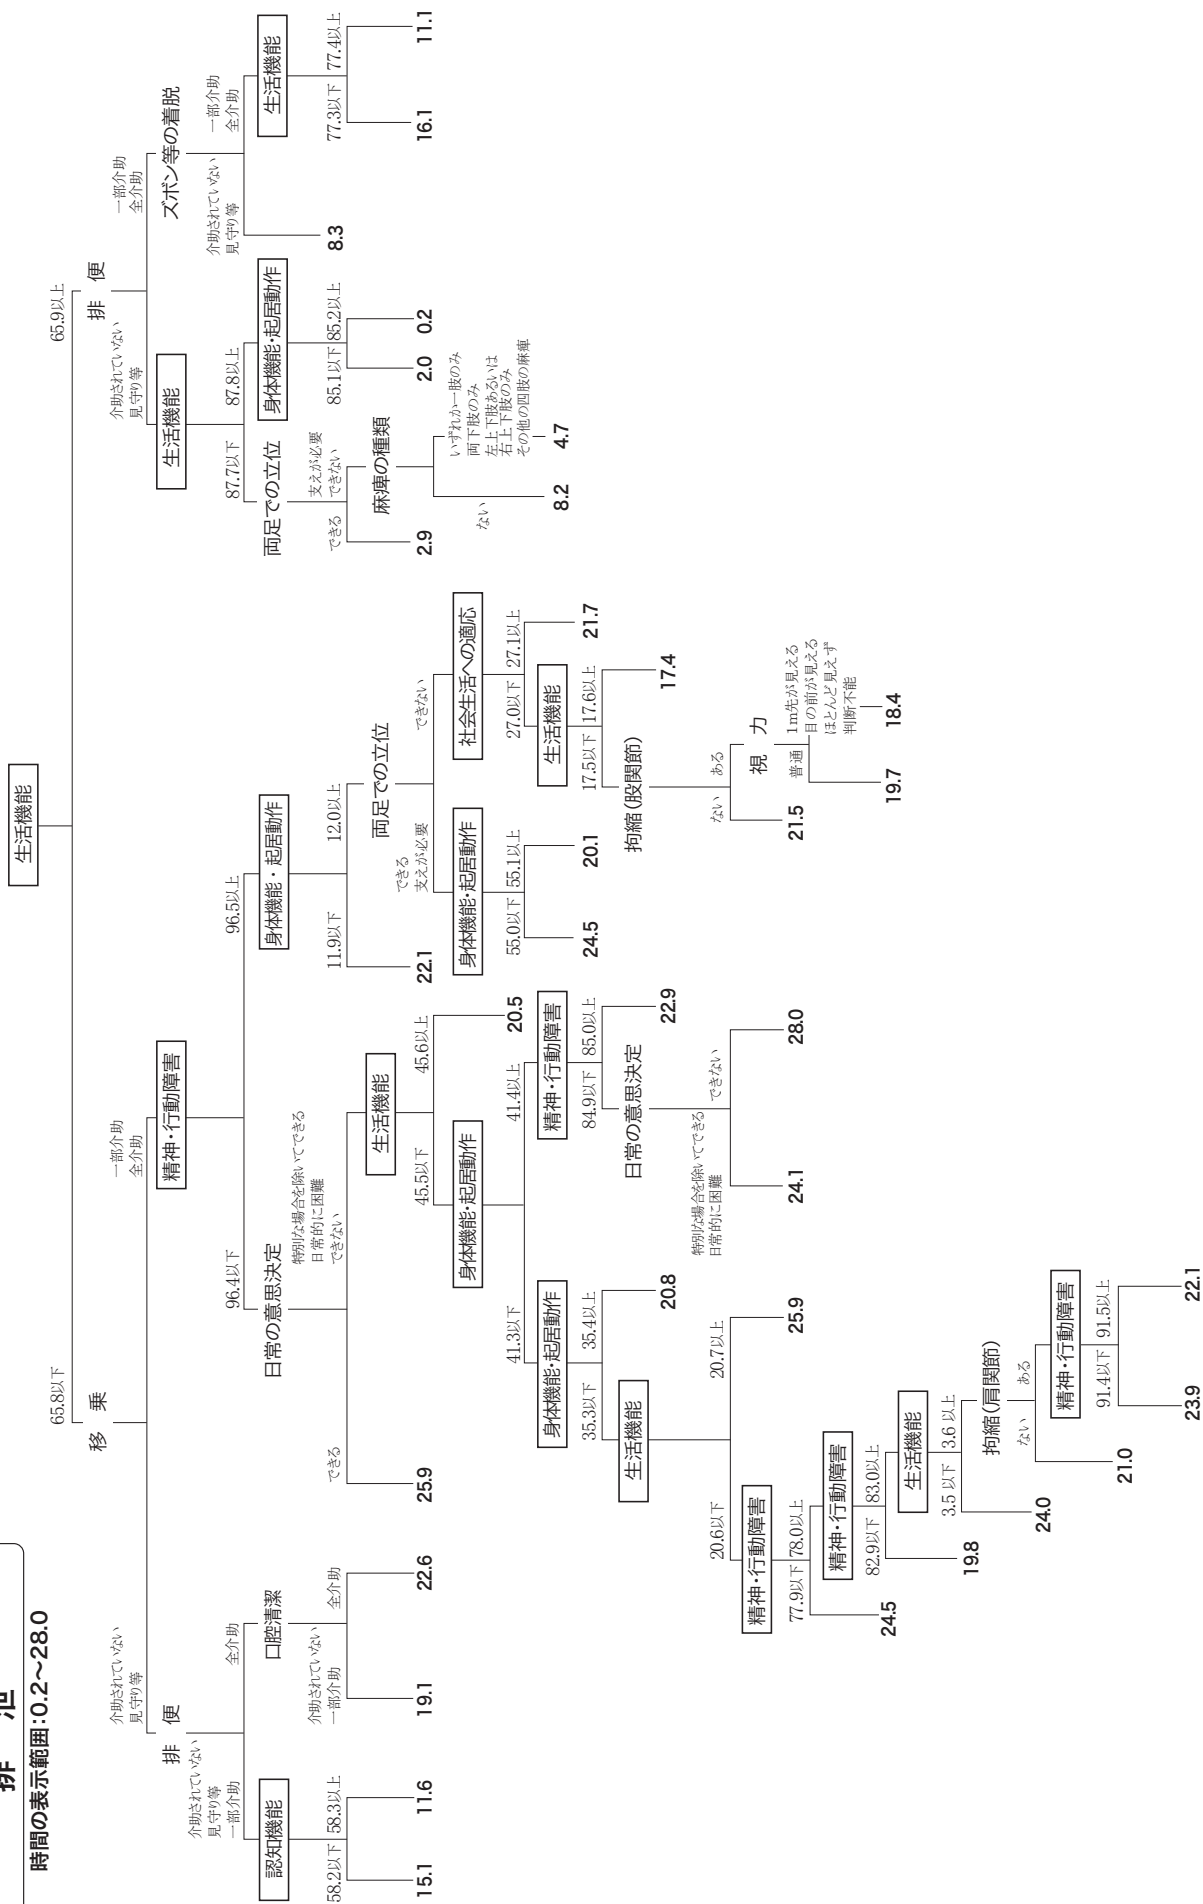 排 泄
時間の表示範囲:0.2〜28.0
生活機能
65.8以下
65.9以上
移 乗
排 便
介助されていない
見守り等
一部介助
全介助
介助されていない
見守り等
一部介助
全介助
排 便
精神・行動障害
生活機能
ズボン等の着脱
介助されていない
見守り等
一部介助
全介助
96.4以下
96.5以上
87.7以下
87.8以上
介助されていない
見守り等
一部介助
全介助
認知機能
口腔清潔
日常の意思決定
身体機能・起居動作
両足での立位
身体機能・起居動作
8.3
生活機能
58.2以下
58.3以上
介助されていない
一部介助
全介助
できる
特別な場合を除いてできる
日常的に困難
できない
11.9以下
12.0以上
できる
支えが必要
できない
85.1以下
85.2以上
77.3以下
77.4以上
15.1
11.6
19.1
22.6
25.9
生活機能
22.1
両足での立位
2.9
麻痺の種類
2.0
0.2
16.1
11.1
45.5以下
45.6以上
できる
支えが必要
できない
ない
いずれか一肢のみ
両下肢のみ
左上下肢あるいは
右上下肢のみ
その他の四肢の麻痺
身体機能・起居動作
20.5
身体機能・起居動作
社会生活への適応
8.2
4.7
41.3以下
41.4以上
55.0以下
55.1以上
27.0以下
27.1以上
身体機能・起居動作
精神・行動障害
24.5
20.1
生活機能
21.7
35.3以下
35.4以上
84.9以下
85.0以上
17.5以下
17.6以上
生活機能
20.8
日常の意思決定
22.9
拘縮(股関節)
17.4
20.6以下
20.7以上
特別な場合を除いてできる
日常的に困難
できない
ない
ある
精神・行動障害
25.9
24.1
28.0
21.5
視 力
77.9以下
78.0以上
普通
1m先が見える
目の前が見える
ほとんど見えず
判断不能
24.5
精神・行動障害
19.7
18.4
82.9以下
83.0以上
19.8
生活機能
3.5 以下
3.6 以上
24.0
拘縮(肩関節)
ない
ある
21.0
精神・行動障害
91.4以下
91.5以上
23.9
22.1